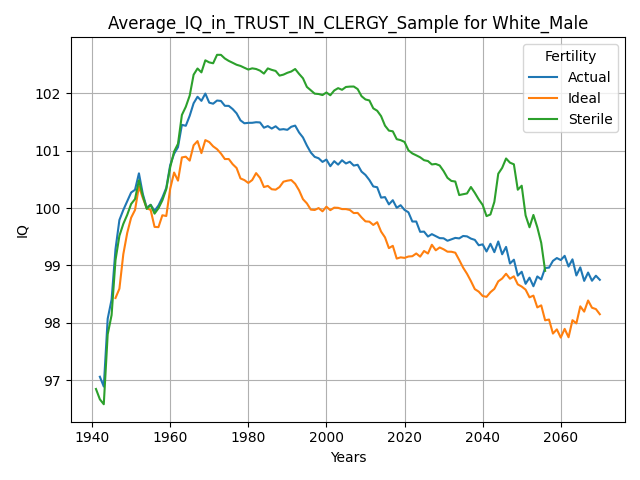 Average_IQ_in_TRUST_IN_CLERGY_Sample for White_Male
Fertility
Actual
Ideal
Sterile
102
101
100
99
98
97
IQ
1940
1960
1980
2000
2020
2040
2060
Years